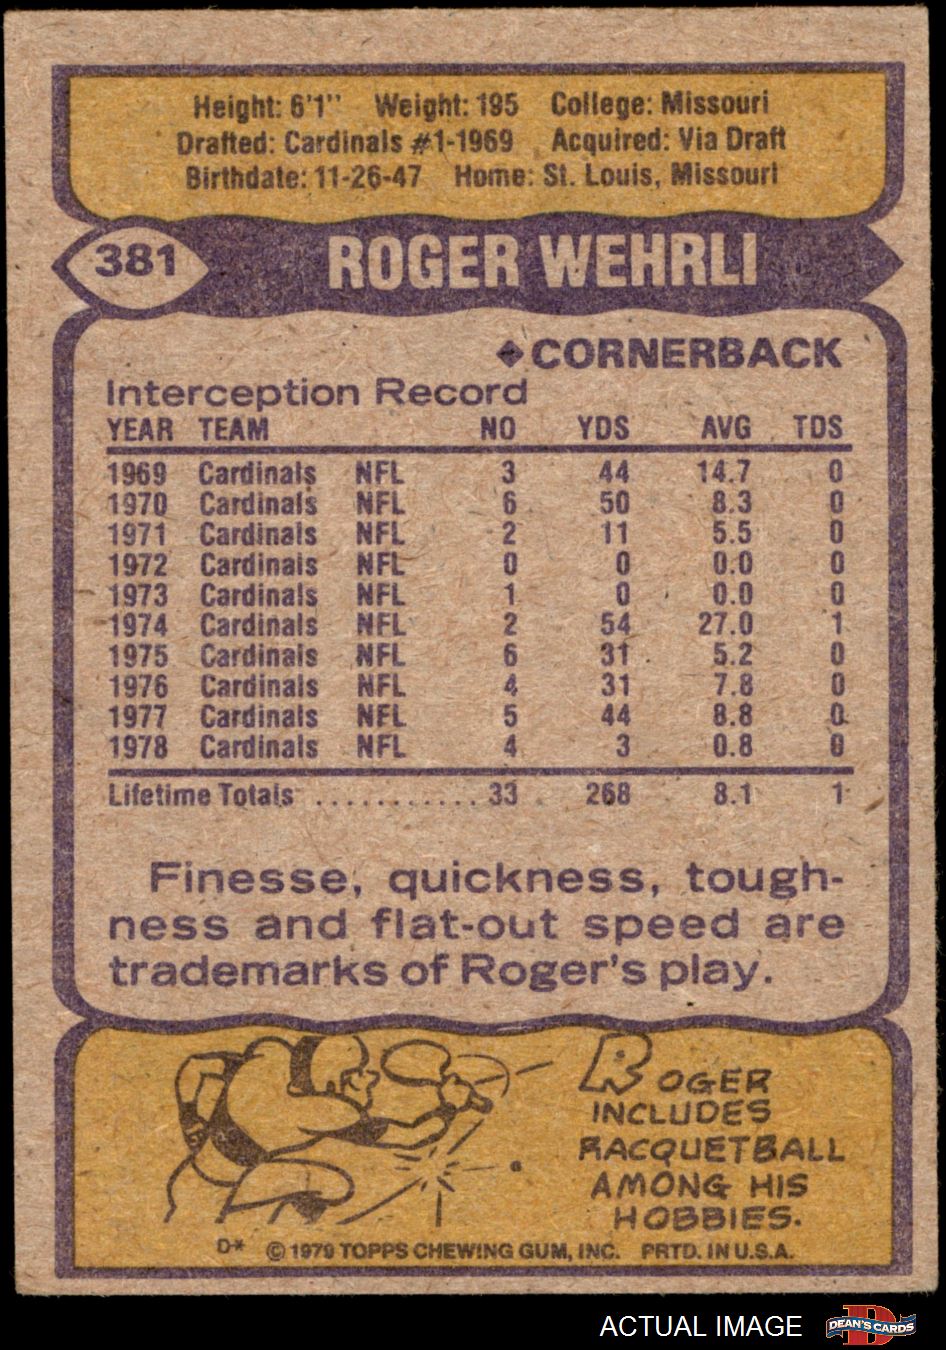 Height: 6'1" Weight: 195 College: Missouri
Drafted: Cardinals #1-1969 Acquired: Via Draft
Birthdate: 11-26-47 Home: St. Louis, Missouri
381 ROGER WEHRLI
◆CORNERBACK
Interception Record
YEAR TEAM NO YDS AVG TDS
1969 Cardinals NFL 3 44 14.7 0
1970 Cardinals NFL 6 50 8.3 0
1971 Cardinals NFL 2 11 5.5 0
1972 Cardinals NFL 0 0 0.0 0
1973 Cardinals NFL 1 0 0.0 0
1974 Cardinals NFL 2 54 27.0 1
1975 Cardinals NFL 6 31 5.2 0
1976 Cardinals NFL 4 31 7.8 0
1977 Cardinals NFL 5 44 8.8 0
1978 Cardinals NFL 4 3 0.8 0
Lifetime Totals ........... 33 268 8.1 1
Finesse, quickness, tough-
ness and flat-out speed are
trademarks of Roger's play.
ROGER
INCLUDES
RACQUETBALL
AMONG HIS
HOBBIES.
D* © 1979 TOPPS CHEWING GUM, INC. PRTD. IN U.S.A.
ACTUAL IMAGE DEAN'S CARDS